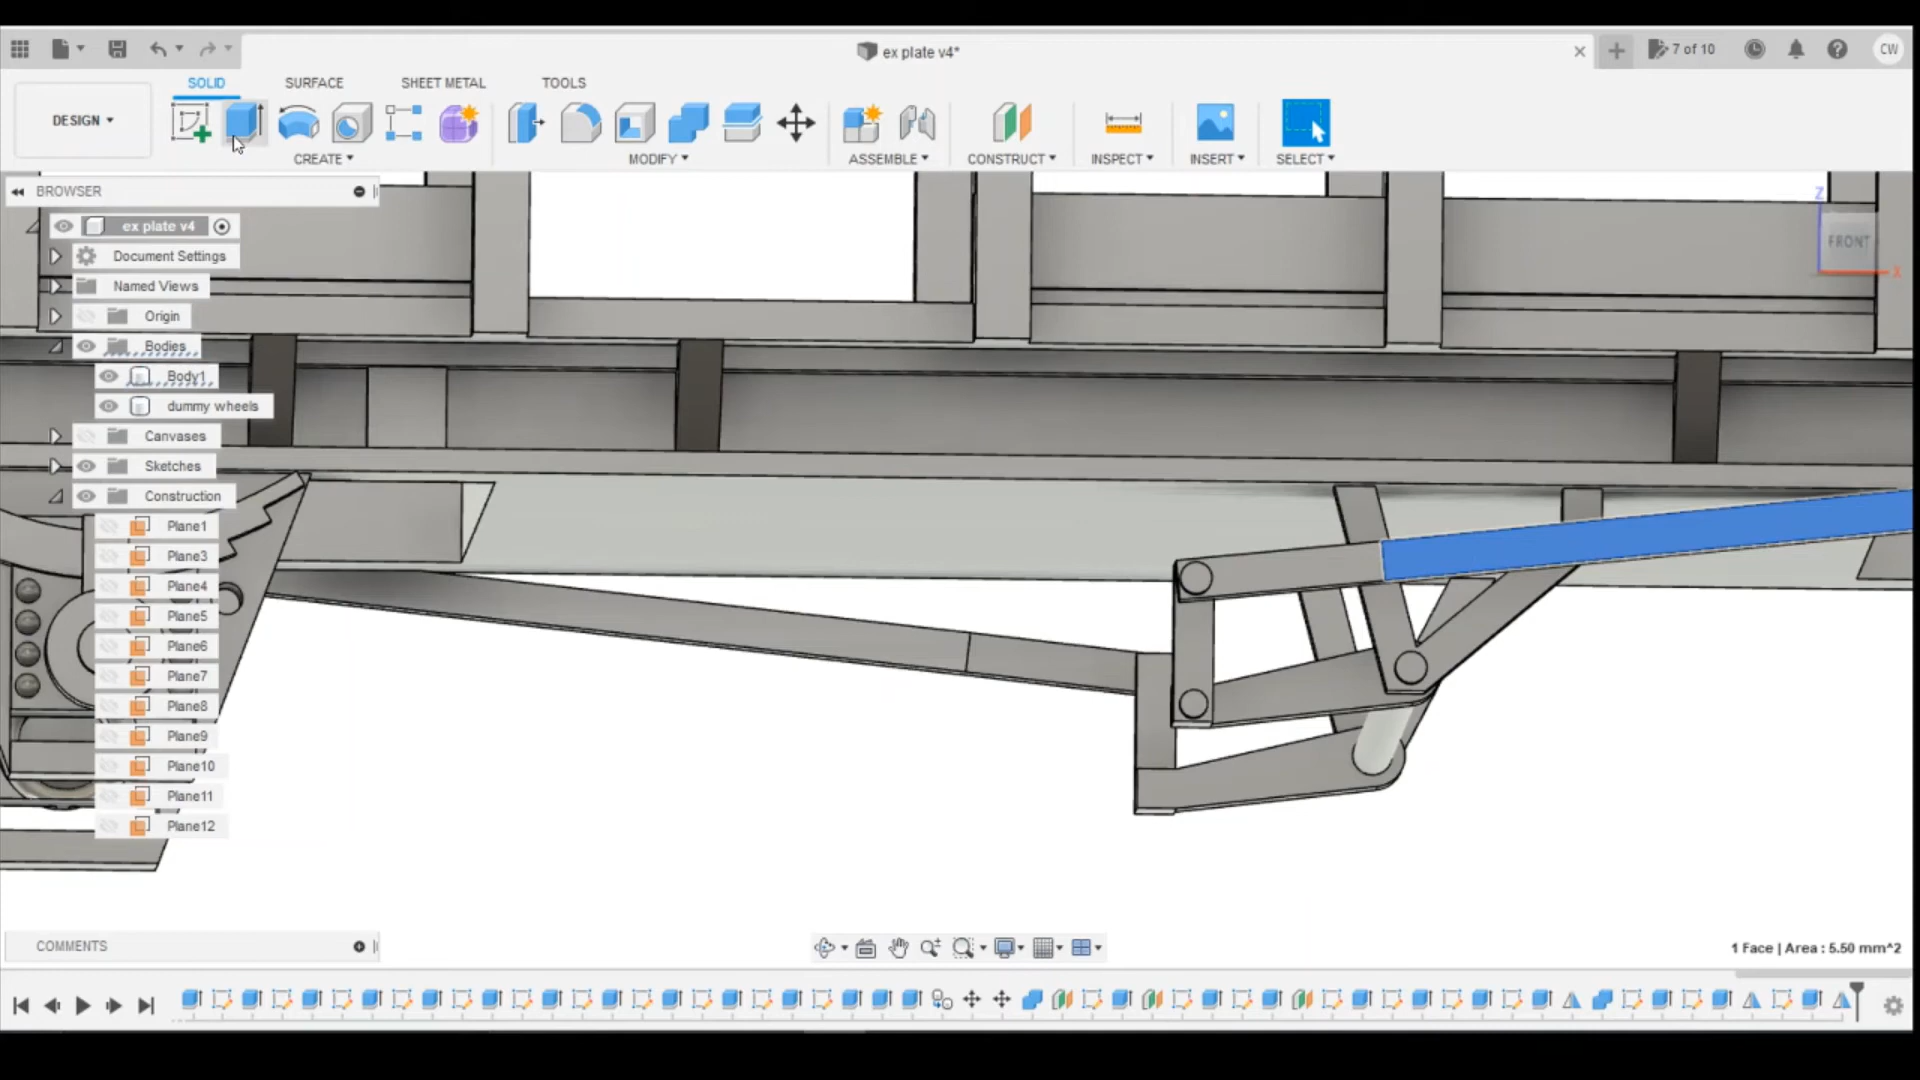 ex plate v4*
7 of 10
CW
SOLID
SURFACE
SHEET METAL
TOOLS
DESIGN
CREATE
MODIFY
ASSEMBLE
CONSTRUCT
INSPECT
INSERT
SELECT
BROWSER
ex plate v4
Document Settings
Named Views
Origin
Bodies
Body1
dummy wheels
Canvases
Sketches
Construction
Plane1
Plane3
Plane4
Plane5
Plane6
Plane7
Plane8
Plane9
Plane10
Plane11
Plane12
Z
FRONT
X
COMMENTS
1 Face | Area : 5.50 mm^2